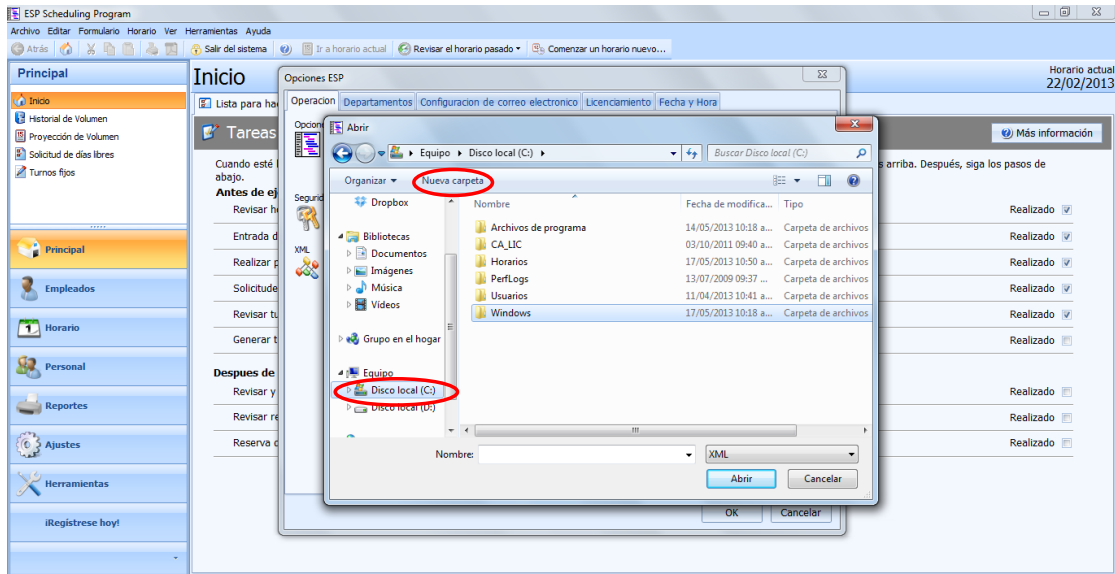 ESP Scheduling Program
Archivo Editar Formulario Horario Ver Herramientas Ayuda
Atrás Salir del sistema Ir a horario actual Revisar el horario pasado Comenzar un horario nuevo...
Principal
Inicio
Historial de Volumen
Proyección de Volumen
Solicitud de días libres
Turnos fijos
Principal
Empleados
Horario
Personal
Reportes
Ajustes
Herramientas
¡Regístrese hoy!
Inicio
Horario actual
22/02/2013
Lista para ha
Tareas
Más información
Cuando esté
s arriba. Después, siga los pasos de
abajo.
Antes de ej
Revisar h
Realizado
Entrada d
Realizado
Realizar p
Realizado
Solicitude
Realizado
Revisar tu
Realizado
Generar t
Realizado
Despues de
Revisar y
Realizado
Revisar re
Realizado
Reserva d
Realizado
Opciones ESP
Operacion Departamentos Configuracion de correo electronico Licenciamiento Fecha y Hora
Opcion
Segurid
XML
OK Cancelar
Abrir
Equipo Disco local (C:)
Buscar Disco local (C:)
Organizar Nueva carpeta
Dropbox
Bibliotecas
Documentos
Imágenes
Música
Vídeos
Grupo en el hogar
Equipo
Disco local (C:)
Disco local (D:)
Nombre Fecha de modifica... Tipo
Archivos de programa 14/05/2013 10:18 a... Carpeta de archivos
CA_LIC 03/10/2011 09:40 a... Carpeta de archivos
Horarios 17/05/2013 10:50 a... Carpeta de archivos
PerfLogs 13/07/2009 09:37 ... Carpeta de archivos
Usuarios 11/04/2013 10:41 a... Carpeta de archivos
Windows 17/05/2013 10:18 a... Carpeta de archivos
Nombre:
XML
Abrir Cancelar